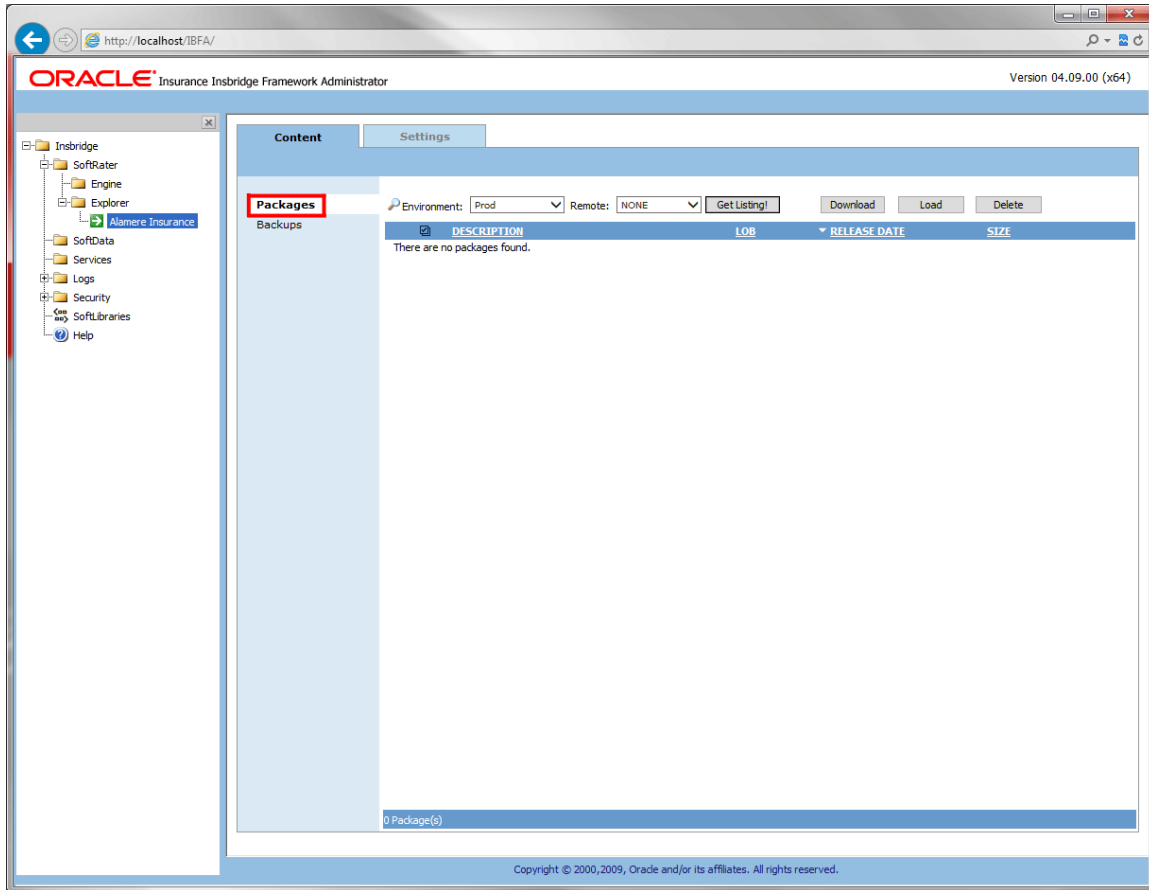 http://localhost/IBFA/
ORACLE Insurance Insbridge Framework Administrator
Version 04.09.00 (x64)
Insbridge
SoftRater
Engine
Explorer
Alamere Insurance
SoftData
Services
Logs
Security
SoftLibraries
Help
Content Settings
Packages
Backups
Environment: Prod Remote: NONE Get Listing! Download Load Delete
DESCRIPTION LOB RELEASE DATE SIZE
There are no packages found.
0 Package(s)
Copyright © 2000,2009, Oracle and/or its affiliates. All rights reserved.